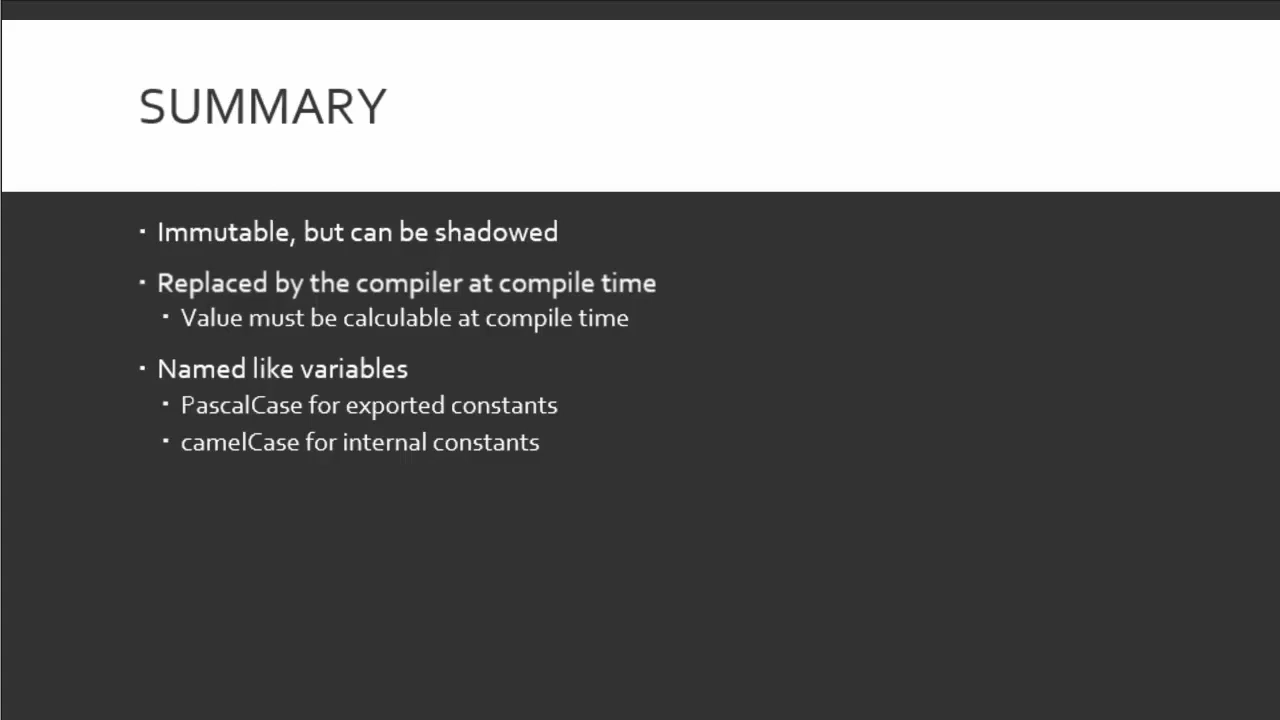 SUMMARY
▪ Immutable, but can be shadowed
▪ Replaced by the compiler at compile time
▪ Value must be calculable at compile time
▪ Named like variables
▪ PascalCase for exported constants
▪ camelCase for internal constants